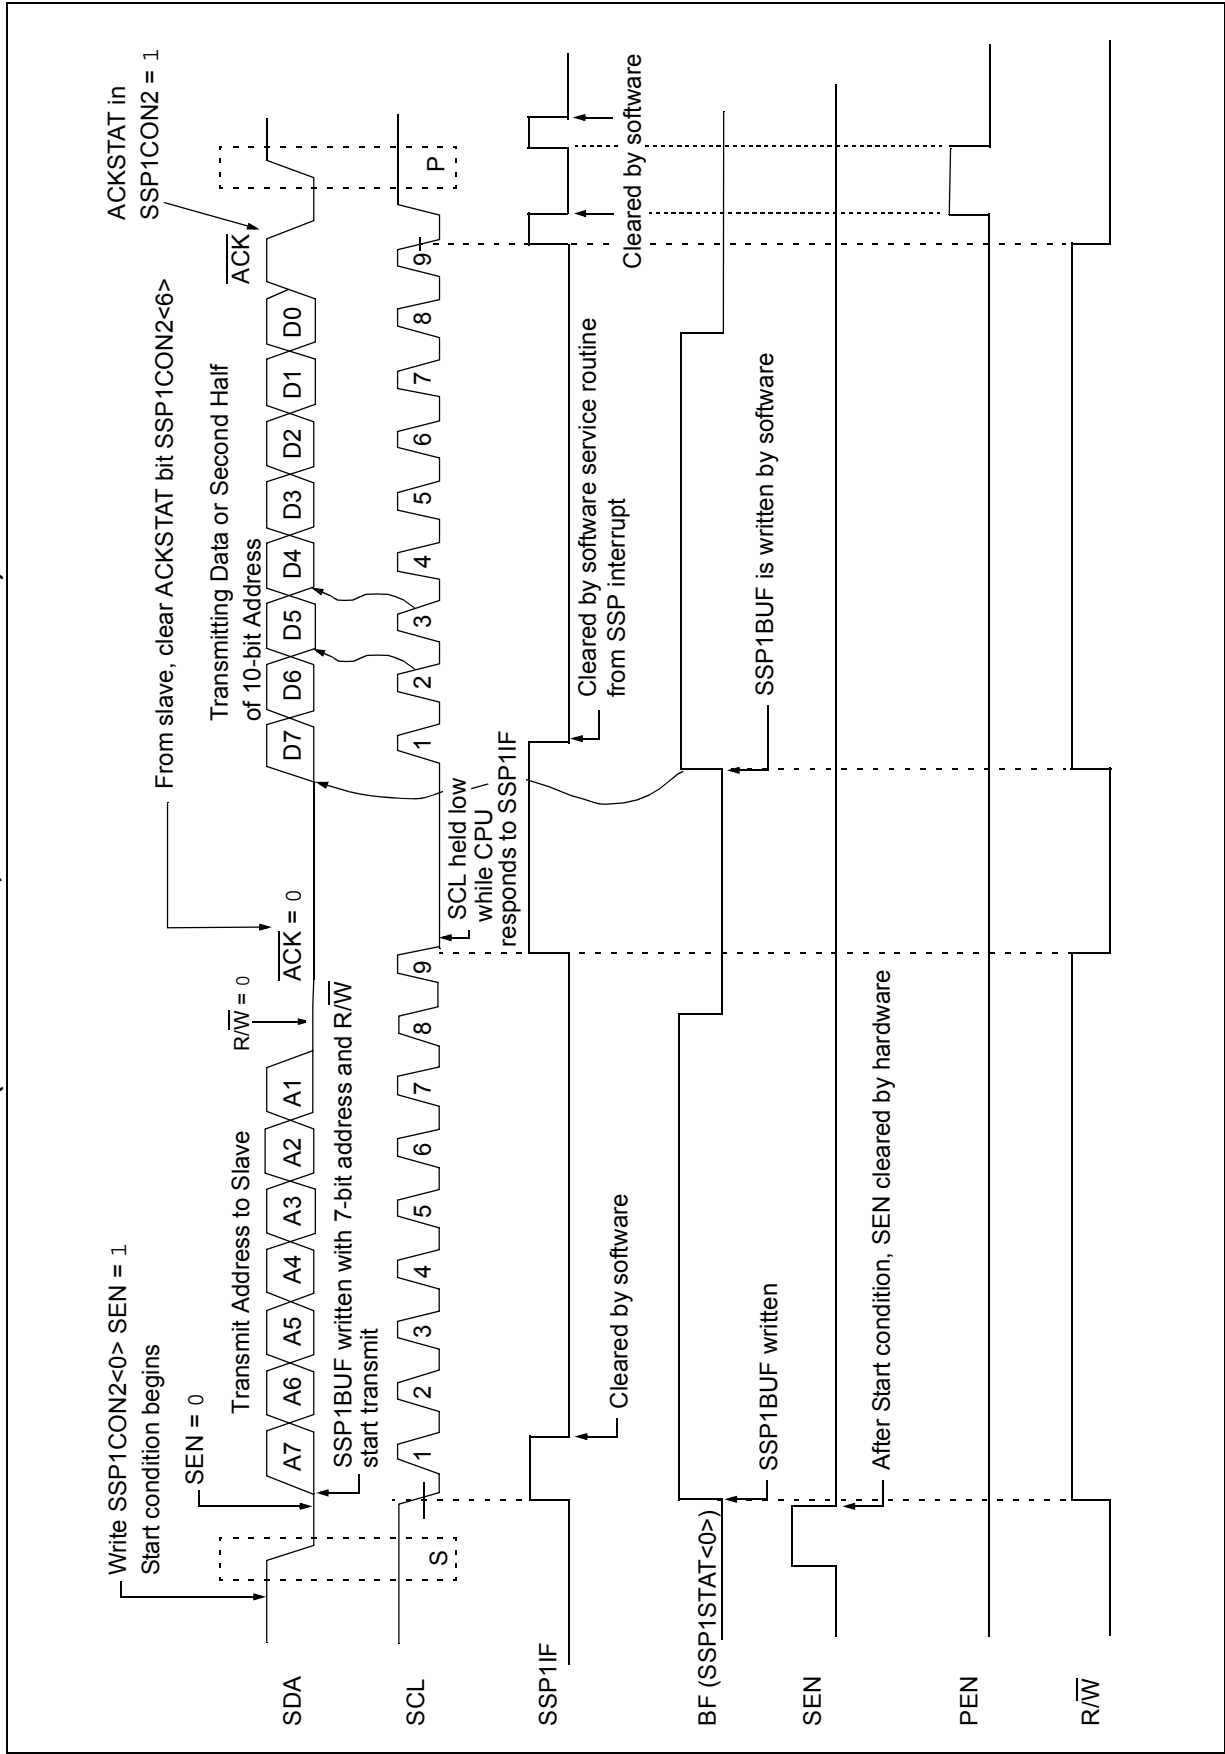 Write SSP1CON2<0> SEN = 1
Start condition begins
SEN = 0
Transmit Address to Slave
R/W = 0
From slave, clear ACKSTAT bit SSP1CON2<6>
ACK = 0
Transmitting Data or Second Half
of 10-bit Address
ACKSTAT in
SSP1CON2 = 1
ACK
SDA
A7 A6 A5 A4 A3 A2 A1
D7 D6 D5 D4 D3 D2 D1 D0
SSP1BUF written with 7-bit address and R/W
start transmit
SCL
S
1 2 3 4 5 6 7 8 9
1 2 3 4 5 6 7 8 9
P
SCL held low
while CPU
responds to SSP1IF
SSP1IF
Cleared by software
Cleared by software service routine
from SSP interrupt
Cleared by software
Cleared by software
BF (SSP1STAT<0>)
SSP1BUF written
SSP1BUF is written by software
SEN
After Start condition, SEN cleared by hardware
PEN
R/W